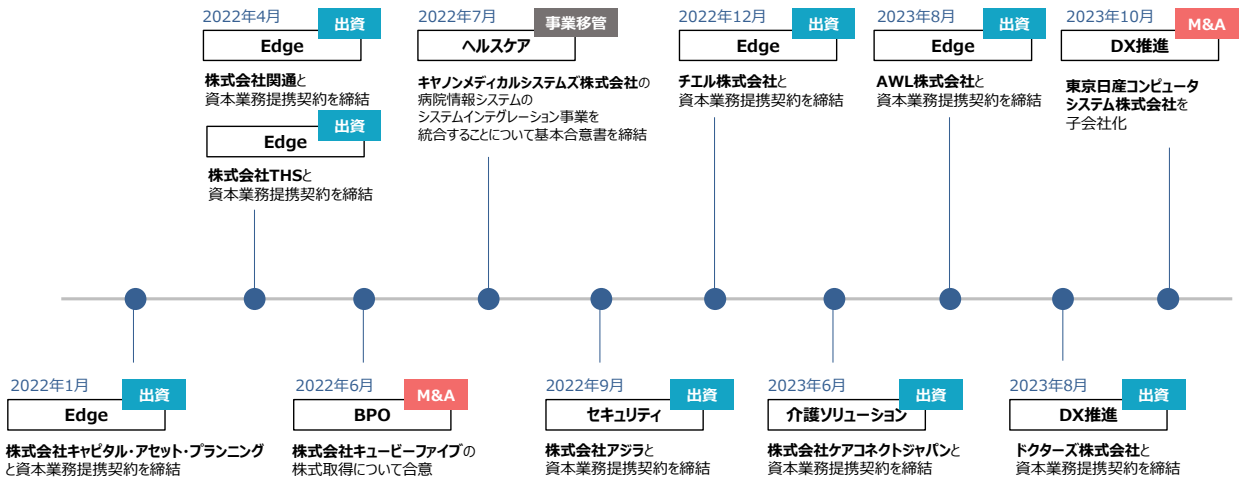 2022年4月
出資
Edge
株式会社関通と
資本業務提携契約を締結
出資
Edge
株式会社THSと
資本業務提携契約を締結
2022年7月
事業移管
ヘルスケア
キヤノンメディカルシステムズ株式会社の
病院情報システムの
システムインテグレーション事業を
統合することについて基本合意書を締結
2022年12月
出資
Edge
チエル株式会社と
資本業務提携契約を締結
2023年8月
出資
Edge
AWL株式会社と
資本業務提携契約を締結
2023年10月
M&A
DX推進
東京日産コンピュータ
システム株式会社を
子会社化
2022年1月
出資
Edge
株式会社キャピタル・アセット・プランニング
と資本業務提携契約を締結
2022年6月
M&A
BPO
株式会社キュービーファイブの
株式取得について合意
2022年9月
出資
セキュリティ
株式会社アジラと
資本業務提携契約を締結
2023年6月
出資
介護ソリューション
株式会社ケアコネクトジャパンと
資本業務提携契約を締結
2023年8月
出資
DX推進
ドクターズ株式会社と
資本業務提携契約を締結